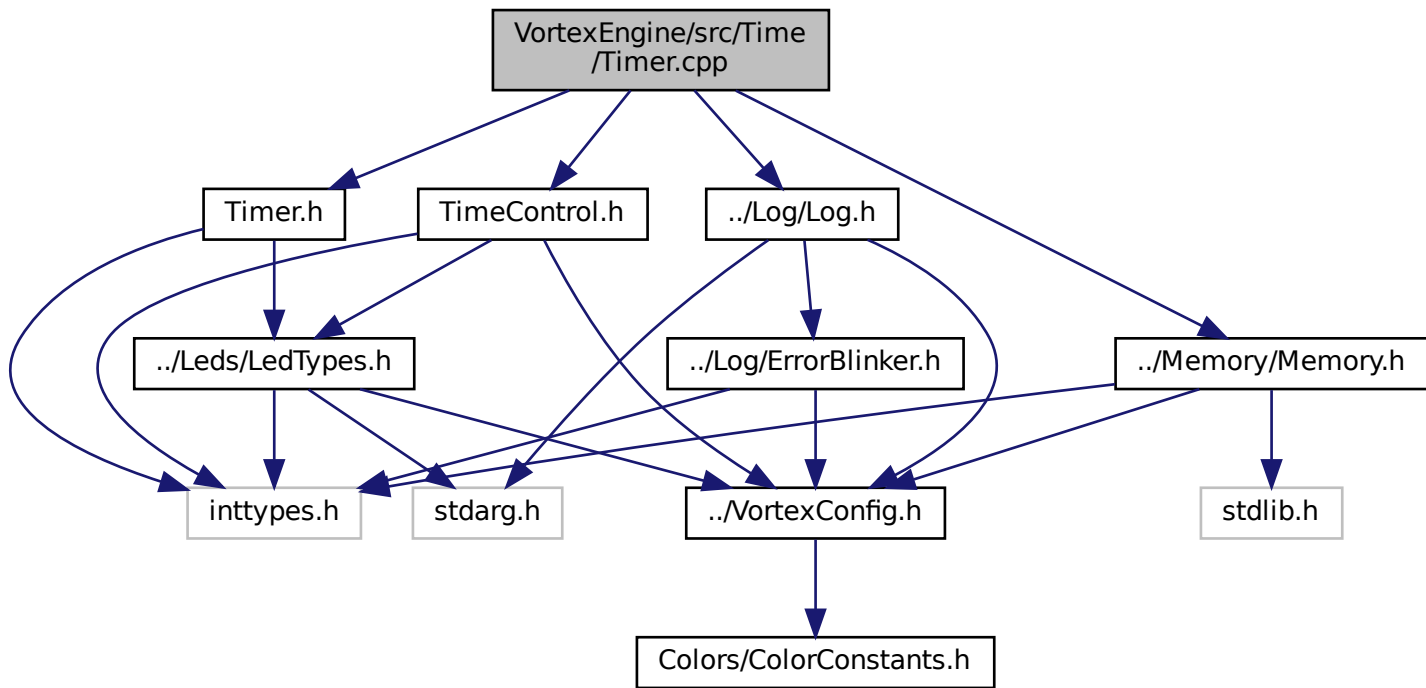 VortexEngine/src/Time
/Timer.cpp
Timer.h
TimeControl.h
../Log/Log.h
../Leds/LedTypes.h
../Log/ErrorBlinker.h
../Memory/Memory.h
inttypes.h
stdarg.h
../VortexConfig.h
stdlib.h
Colors/ColorConstants.h